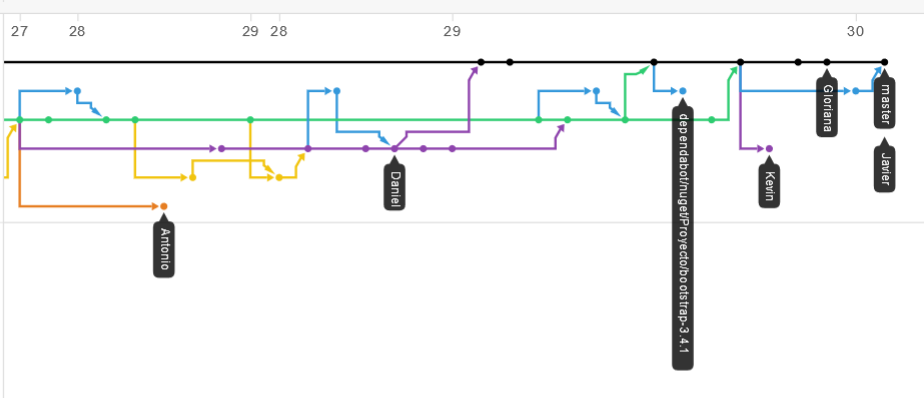 27 28 29 28 29 30
Gloriana
master
dependabot/nuget/Proyecto/bootstrap-3.4.1
Daniel
Kevin
Javier
Antonio